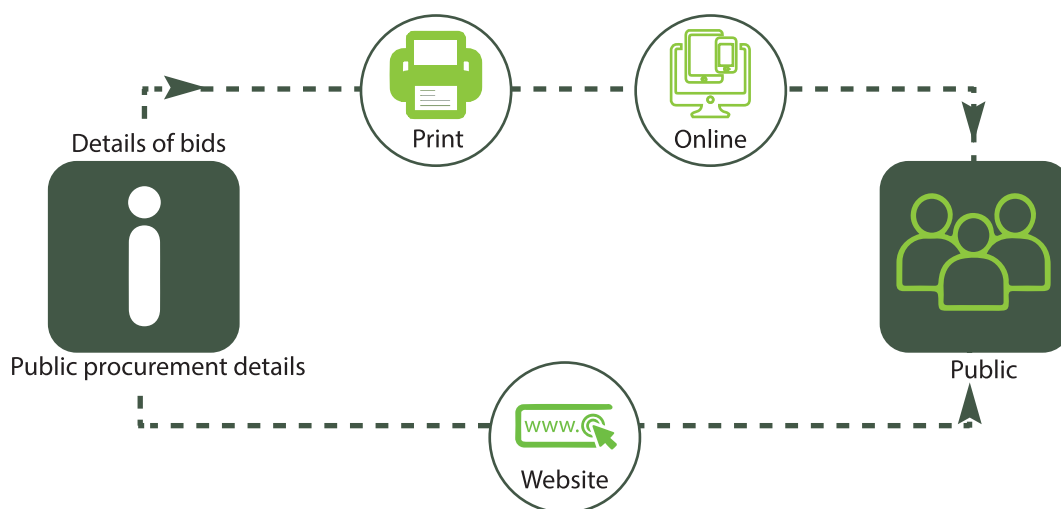 Print
Online
Details of bids
Public procurement details
Public
www.
Website